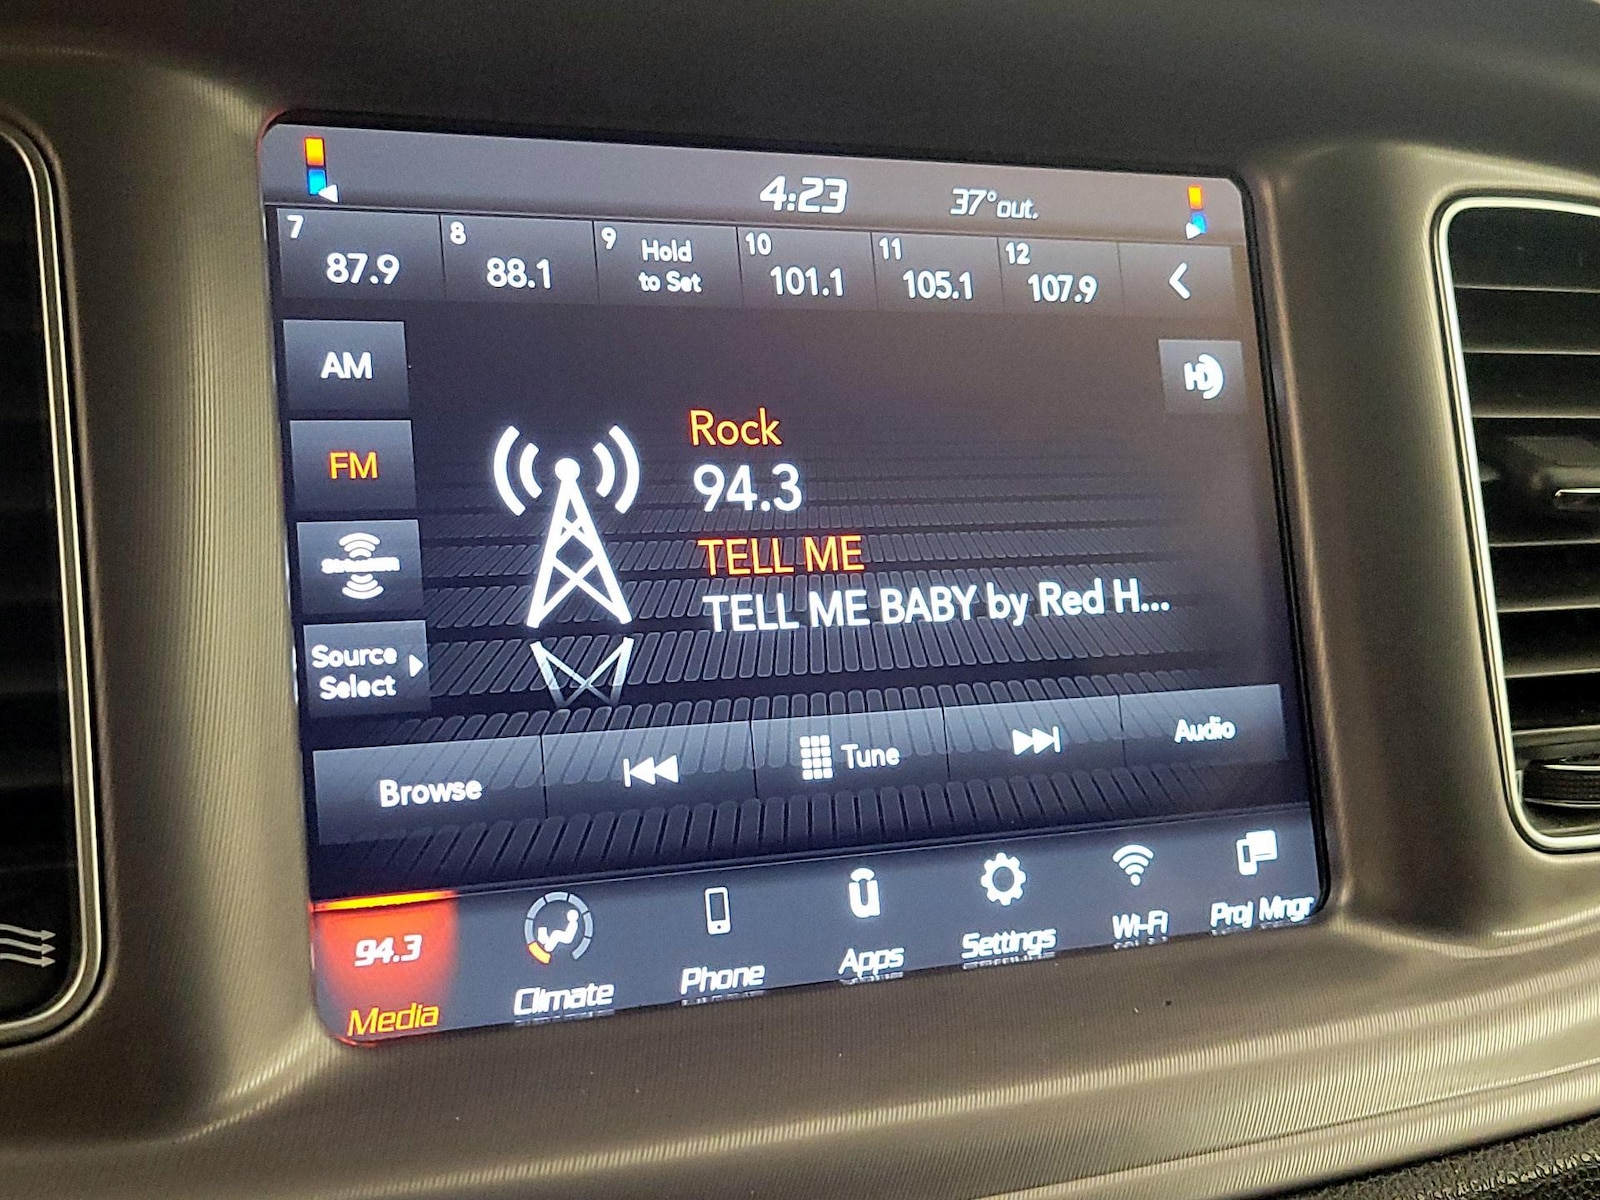 4:23 37° out.
7 87.9
8 88.1
9 Hold
to Set
10 101.1
11 105.1
12 107.9
AM
HD
FM
Rock
94.3
TELL ME
TELL ME BABY by Red H...
SiriusXM
Source
Select
Browse
Tune
Audio
94.3
Media
Climate
Phone
u
Apps
Settings
Wi-Fi
Proj Mngr